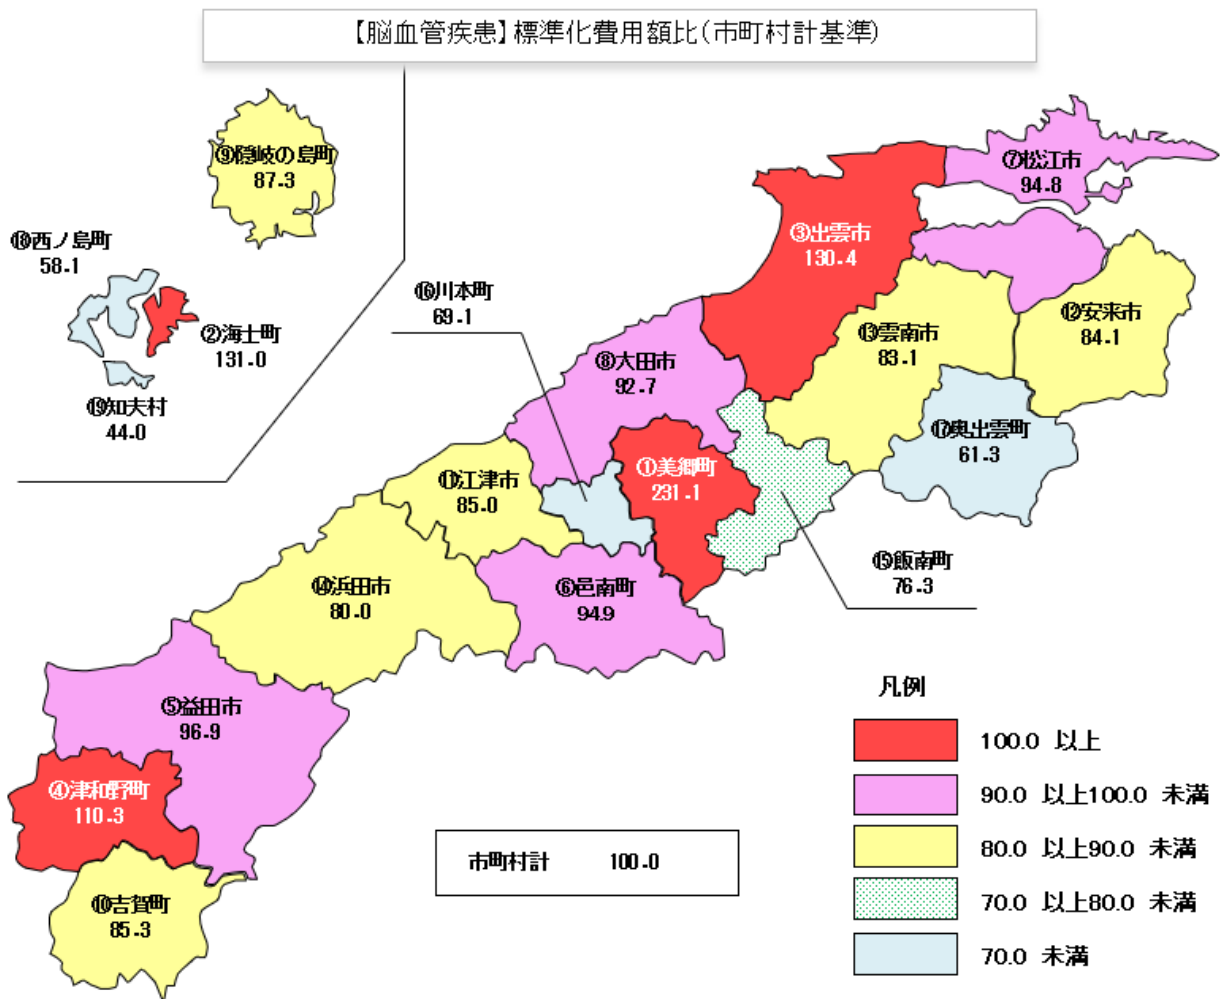 【脳血管疾患】標準化費用額比(市町村計基準)
⑨隠岐の島町
87.3
⑱西ノ島町
58.1
②海士町
131.0
⑲知夫村
44.0
⑦松江市
94.8
③出雲市
130.4
⑯川本町
69.1
⑫安来市
84.1
⑬雲南市
83.1
⑧大田市
92.7
⑰奥出雲町
61.3
①美郷町
231.1
⑪江津市
85.0
⑮飯南町
76.3
⑭浜田市
80.0
⑥邑南町
94.9
⑤益田市
96.9
④津和野町
110.3
⑩吉賀町
85.3
市町村計 100.0
凡例
100.0 以上
90.0 以上100.0 未満
80.0 以上90.0 未満
70.0 以上80.0 未満
70.0 未満